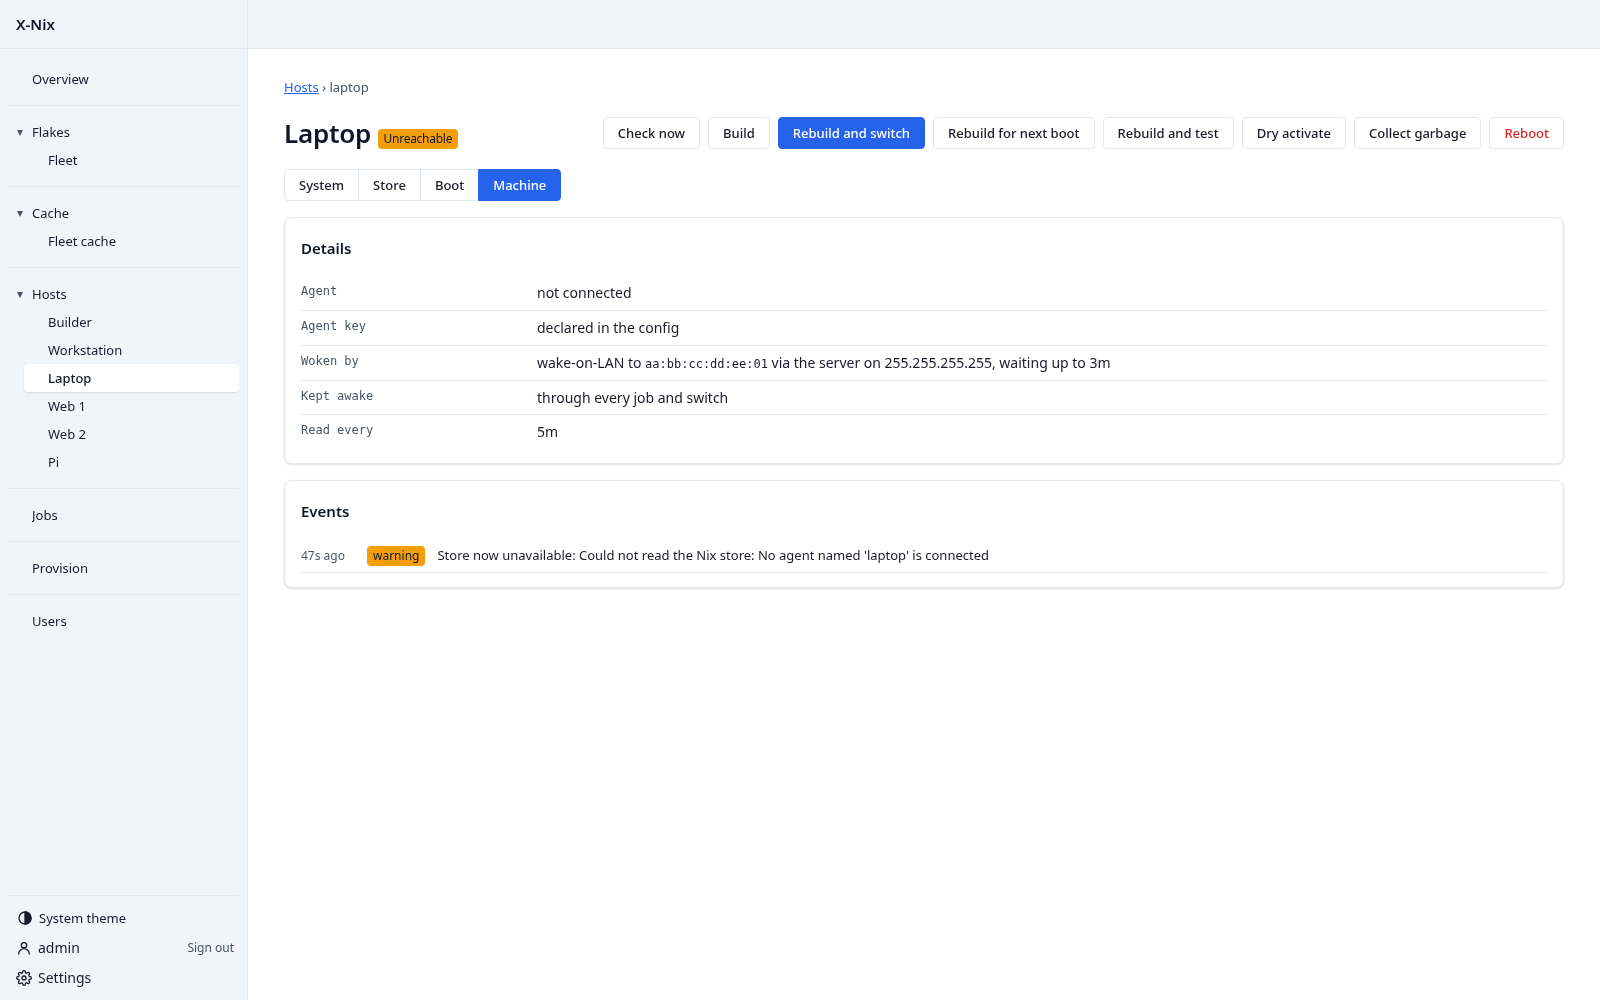 X-Nix
Overview
Flakes
Fleet
Cache
Fleet cache
Hosts
Builder
Workstation
Laptop
Web 1
Web 2
Pi
Jobs
Provision
Users
System theme
admin
Sign out
Settings
Hosts › laptop
Laptop Unreachable
Check now
Build
Rebuild and switch
Rebuild for next boot
Rebuild and test
Dry activate
Collect garbage
Reboot
System
Store
Boot
Machine
Details
Agent not connected
Agent key declared in the config
Woken by wake-on-LAN to aa:bb:cc:dd:ee:01 via the server on 255.255.255.255, waiting up to 3m
Kept awake through every job and switch
Read every 5m
Events
47s ago warning Store now unavailable: Could not read the Nix store: No agent named 'laptop' is connected